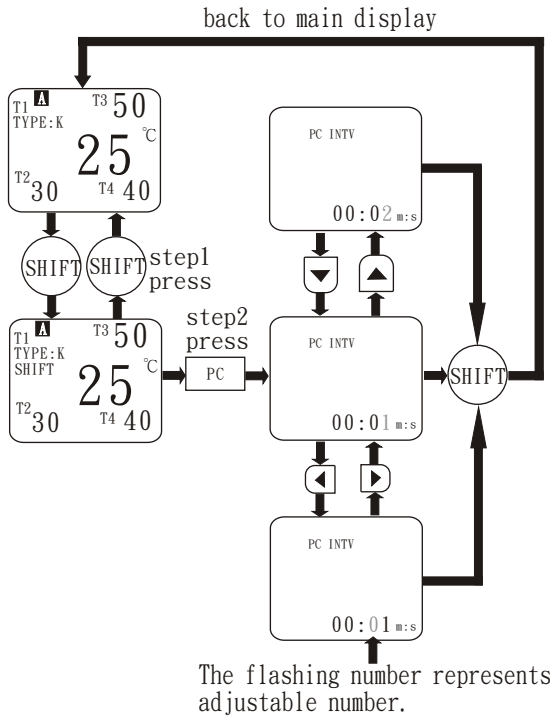 back to main display
T1 A T3 50
TYPE:K
25 ℃
T2 30 T4 40
SHIFT SHIFT step1
press
T1 A T3 50
TYPE:K
SHIFT
25 ℃
T2 30 T4 40
step2
press
PC
PC INTV
00:02 m:s
PC INTV
00:01 m:s
SHIFT
PC INTV
00:01 m:s
The flashing number represents
adjustable number.